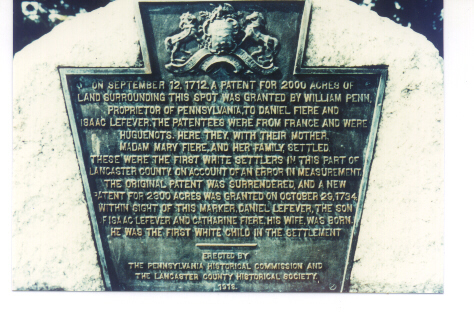 ON SEPTEMBER 12, 1712, A PATENT FOR 2000 ACRES OF
LAND SURROUNDING THIS SPOT WAS GRANTED BY WILLIAM PENN,
PROPRIETOR OF PENNSYLVANIA, TO DANIEL FIERE AND
ISAAC LEFEVER. THE PATENTEES WERE FROM FRANCE AND WERE
HUGUENOTS. HERE THEY, WITH THEIR MOTHER,
MADAM MARY FIERE, AND HER FAMILY, SETTLED.
THESE WERE THE FIRST WHITE SETTLERS IN THIS PART OF
LANCASTER COUNTY. ON ACCOUNT OF AN ERROR IN MEASUREMENT,
THE ORIGINAL PATENT WAS SURRENDERED, AND A NEW
PATENT FOR 2300 ACRES WAS GRANTED ON OCTOBER 29, 1734.
WITHIN SIGHT OF THIS MARKER, DANIEL LEFEVER, THE SON
OF ISAAC LEFEVER AND CATHARINE FIERE, HIS WIFE, WAS BORN.
HE WAS THE FIRST WHITE CHILD IN THE SETTLEMENT
ERECTED BY
THE PENNSYLVANIA HISTORICAL COMMISSION AND
THE LANCASTER COUNTY HISTORICAL SOCIETY,